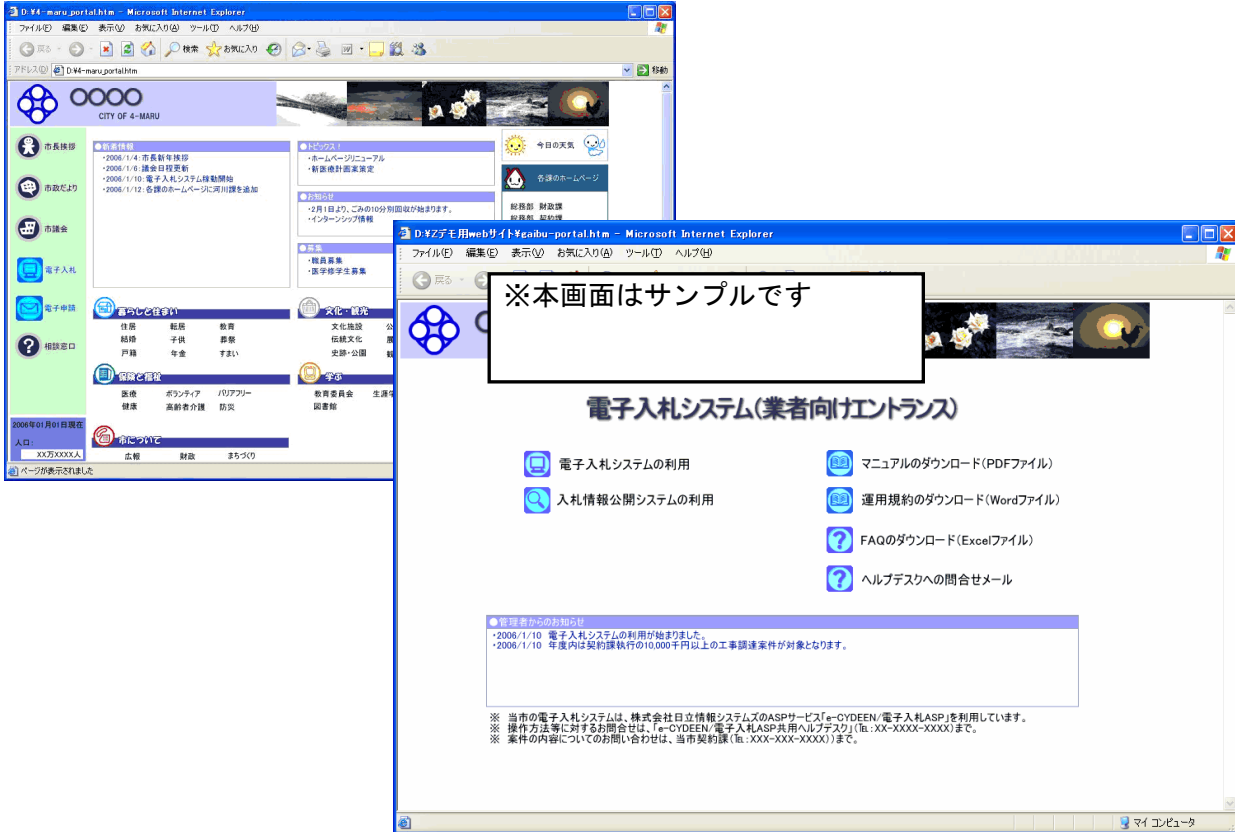 D:¥4-maru_portal.htm - Microsoft Internet Explorer
ファイル(F) 編集(E) 表示(V) お気に入り(A) ツール(T) ヘルプ(H)
戻る 検索 お気に入り
アドレス(D) D:¥4-maru_portal.htm 移動
〇〇〇〇
CITY OF 4-MARU
市長挨拶
市政だより
市議会
電子入札
電子申請
相談窓口
2006年01月01日現在
人口:
XX万XXXX人
●新着情報
・2006/1/4:市長新年挨拶
・2006/1/6:議会日程更新
・2006/1/10:電子入札システム稼動開始
・2006/1/12:各課のホームページに河川課を追加
●トピックス!
・ホームページリニューアル
・新医療計画案策定
●お知らせ
・2月1日より、ごみの10分別回収が始まります。
・インターンシップ情報
●募集
・職員募集
・医学修学生募集
今日の天気
各課のホームページ
総務部 財政課
総務部 契約課
暮らしと住まい
住居 転居 教育
結婚 子供 葬祭
戸籍 年金 すまい
文化・観光
文化施設
伝統文化
史跡・公園
保険と福祉
医療 ボランティア バリアフリー
健康 高齢者介護 防災
学ぶ
教育委員会
図書館
市について
広報 財政 まちづくり
ページが表示されました
D:¥Zデモ用webサイト¥gaibu-portal.htm - Microsoft Internet Explorer
ファイル(F) 編集(E) 表示(V) お気に入り(A) ツール(T) ヘルプ(H)
戻る
※本画面はサンプルです
電子入札システム(業者向けエントランス)
電子入札システムの利用
入札情報公開システムの利用
マニュアルのダウンロード(PDFファイル)
運用規約のダウンロード(Wordファイル)
FAQのダウンロード(Excelファイル)
ヘルプデスクへの問合せメール
●管理者からのお知らせ
・2006/1/10 電子入札システムの利用が始まりました。
・2006/1/10 年度内は契約課執行の10,000千円以上の工事調達案件が対象となります。
※ 当市の電子入札システムは、株式会社日立情報システムズのASPサービス「e-CYDEEN/電子入札ASP」を利用しています。
※ 操作方法等に対するお問合せは、「e-CYDEEN/電子入札ASP共用ヘルプデスク」(℡:XX-XXXX-XXXX)まで。
※ 案件の内容についてのお問い合わせは、当市契約課(℡:XXX-XXX-XXXX))まで。
マイ コンピュータ